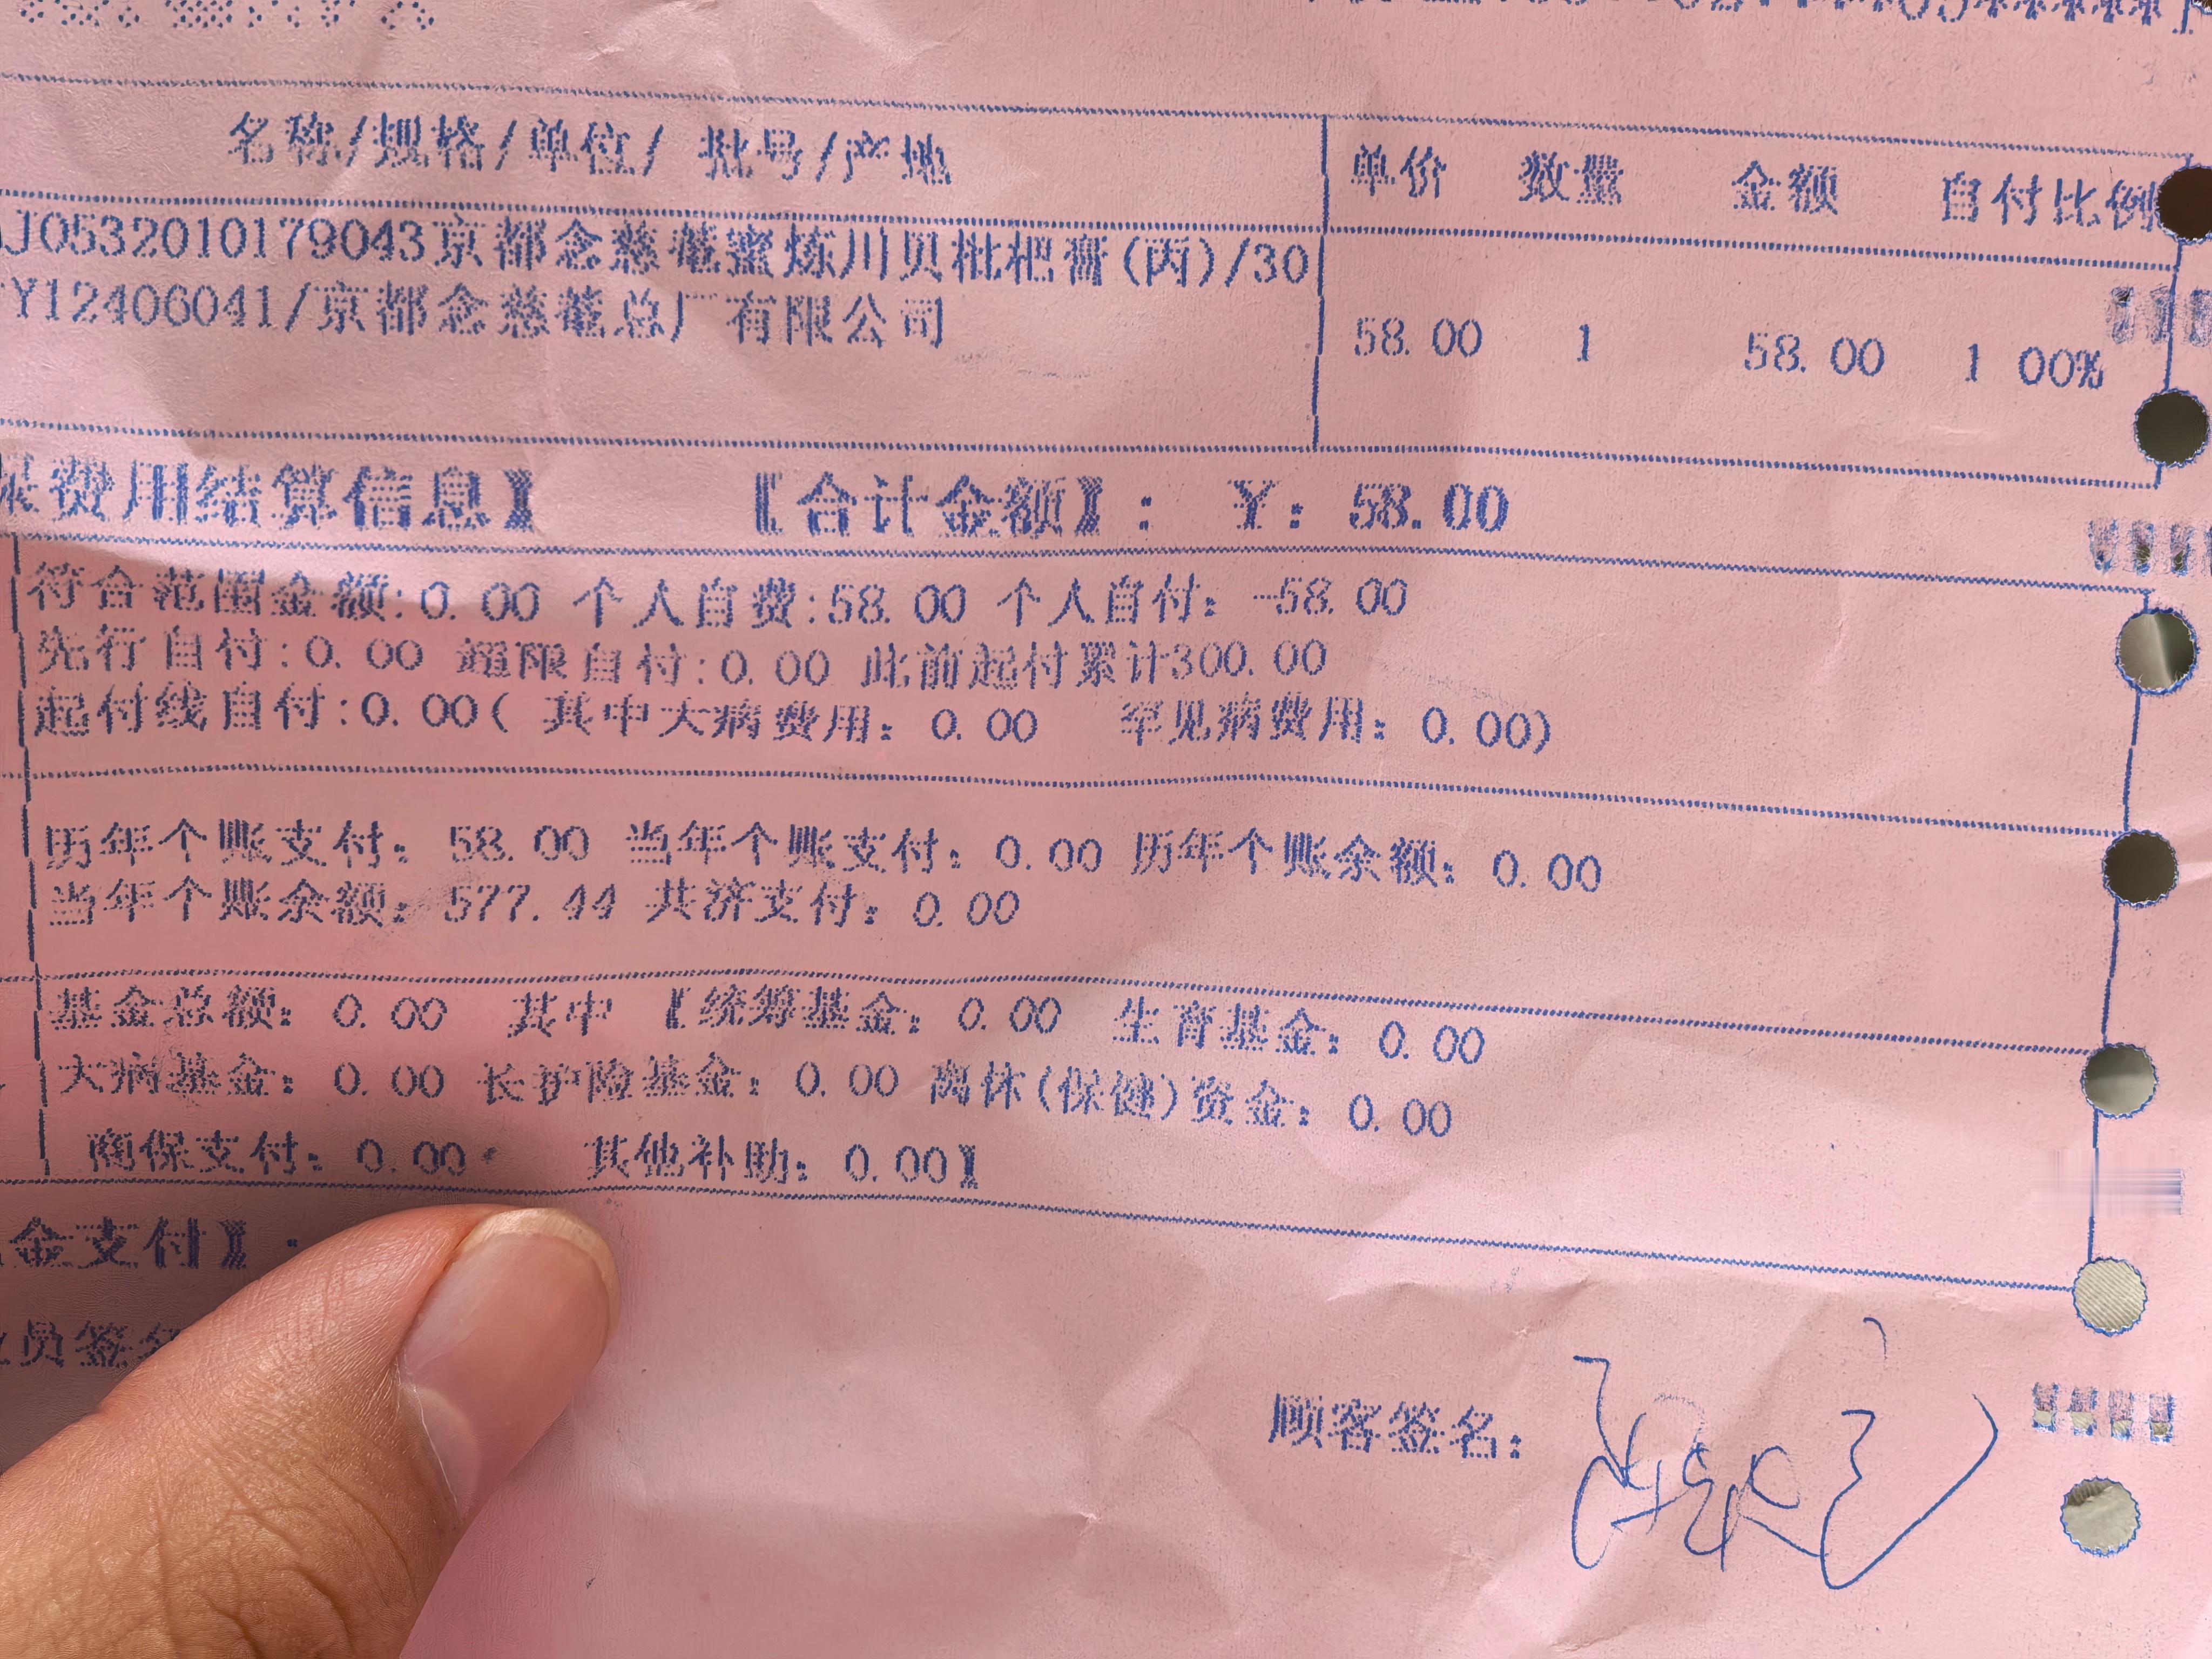 名称/规格/单位/ 批号/产地 单价 数量 金额 自付比例
J0532010179043京都念慈菴蜜炼川贝枇杷膏(丙)/30
Y12406041/京都念慈菴总厂有限公司 58.00 1 58.00 100%
费用结算信息】 【合计金额】: ¥: 58.00
符合范围金额:0.00 个人自费:58.00 个人自付: -58.00
先行自付:0.00 超限自付:0.00 此前起付累计300.00
起付线自付:0.00( 其中大病费用: 0.00 罕见病费用: 0.00)
历年个账支付: 58.00 当年个账支付: 0.00 历年个账余额: 0.00
当年个账余额: 577.44 共济支付: 0.00
基金总额: 0.00 其中 【统筹基金: 0.00 生育基金: 0.00
大病基金: 0.00 长护险基金: 0.00 离休(保健)资金: 0.00
商保支付: 0.00 其他补助: 0.00】
金支付】:
员签名
顾客签名: